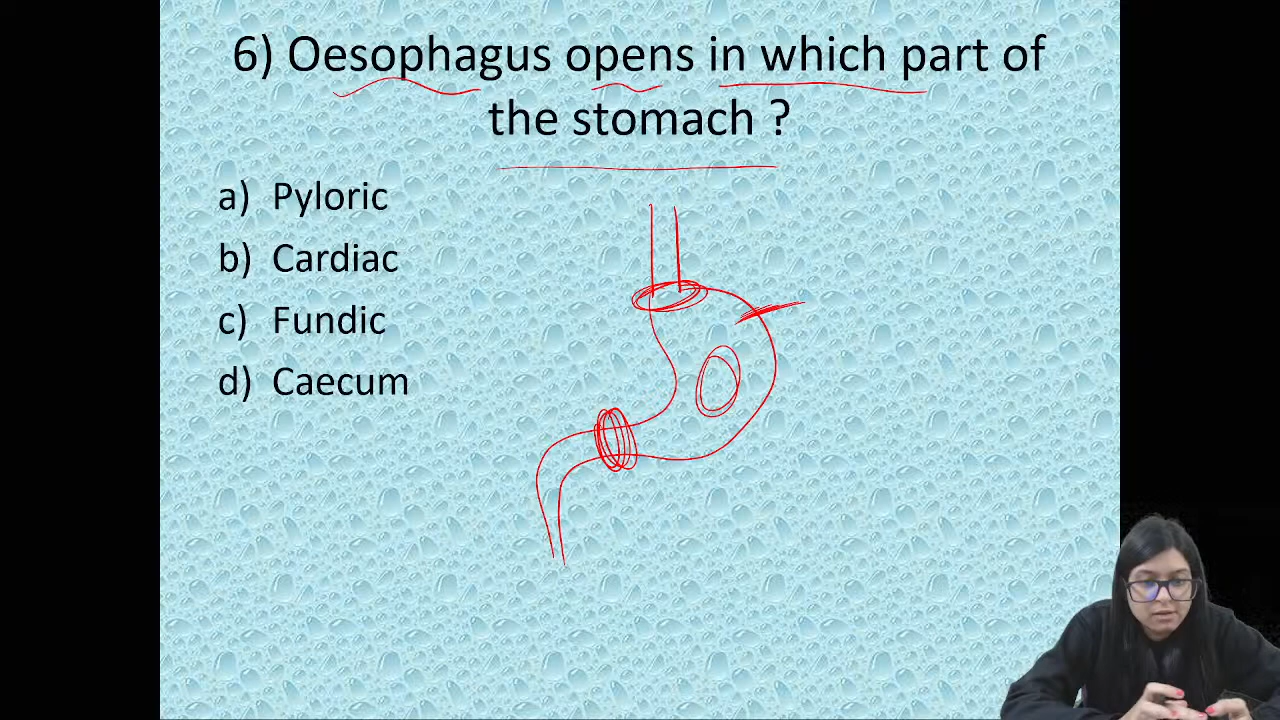 6) Oesophagus opens in which part of
the stomach ?
a) Pyloric
b) Cardiac
c) Fundic
d) Caecum